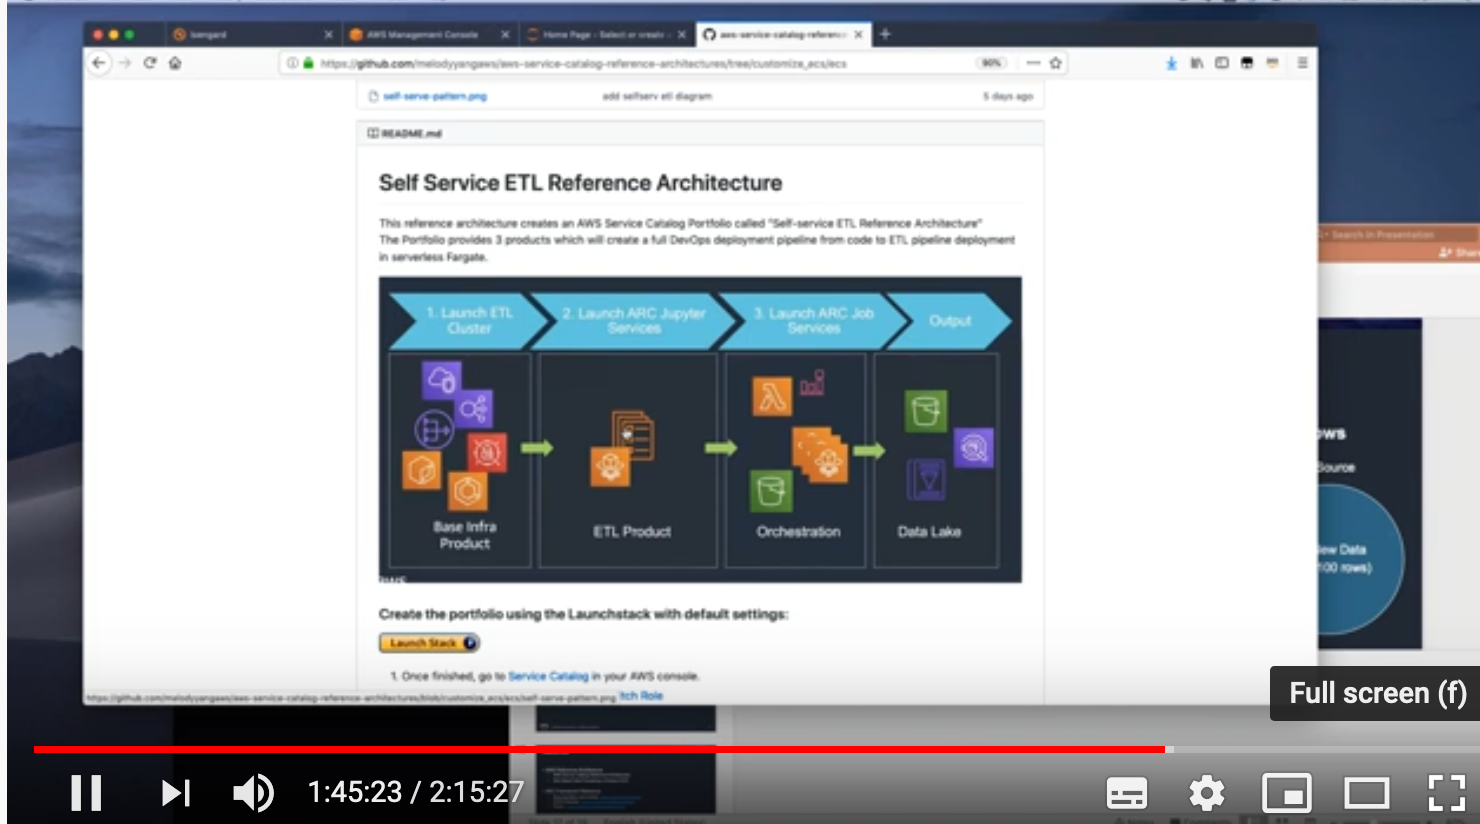 Isengard
AWS Management Console
Home Page - Select or create
aws-service-catalog-reference
https://github.com/melodyyangaws/aws-service-catalog-reference-architectures/tree/customize_ecs/ecs
90%
self-serve-pattern.png
add selfserv etl diagram
5 days ago
README.md
Self Service ETL Reference Architecture
This reference architecture creates an AWS Service Catalog Portfolio called "Self-service ETL Reference Architecture"
The Portfolio provides 3 products which will create a full DevOps deployment pipeline from code to ETL pipeline deployment
in serverless Fargate.
Search in Presentation
Share
1. Launch ETL
Cluster
2. Launch ARC Jupyter
Services
3. Launch ARC Job
Services
Output
Base Infra
Product
ETL Product
Orchestration
Data Lake
ows
Source
ew Data
100 rows)
aws
Create the portfolio using the Launchstack with default settings:
Launch Stack
1. Once finished, go to Service Catalog in your AWS console.
https://github.com/melodyyangaws/aws-service-catalog-reference-architectures/blob/customize_ecs/ecs/self-serve-pattern.png
itch Role
Full screen (f)
1:45:23 / 2:15:27